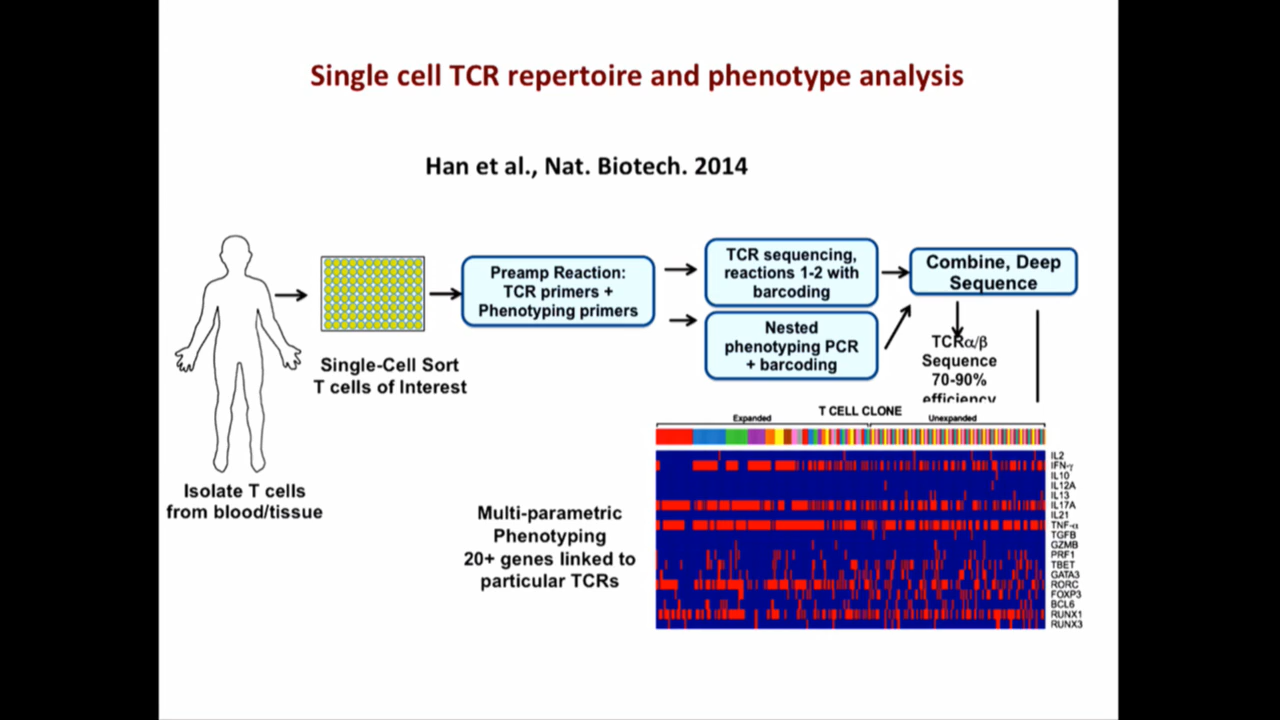 Single cell TCR repertoire and phenotype analysis
Han et al., Nat. Biotech. 2014
Isolate T cells
from blood/tissue
Single-Cell Sort
T cells of Interest
Preamp Reaction:
TCR primers +
Phenotyping primers
TCR sequencing,
reactions 1-2 with
barcoding
Nested
phenotyping PCR
+ barcoding
Combine, Deep
Sequence
TCRα/β
Sequence
70-90%
efficiency
Multi-parametric
Phenotyping
20+ genes linked to
particular TCRs
T CELL CLONE
Expanded
Unexpanded
IL2
IFN-γ
IL10
IL12A
IL13
IL17A
IL21
TNF-α
TGFB
GZMB
PRF1
TBET
GATA3
RORC
FOXP3
BCL6
RUNX1
RUNX3